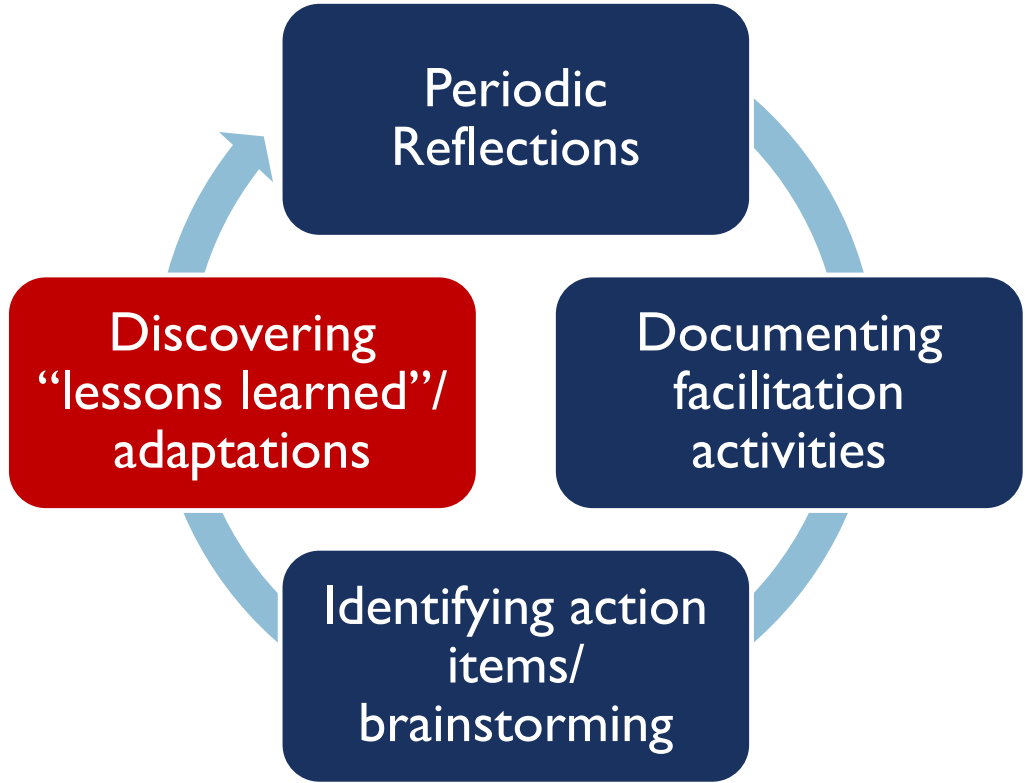 Periodic
Reflections
Documenting
facilitation
activities
Identifying action
items/
brainstorming
Discovering
“lessons learned”/
adaptations